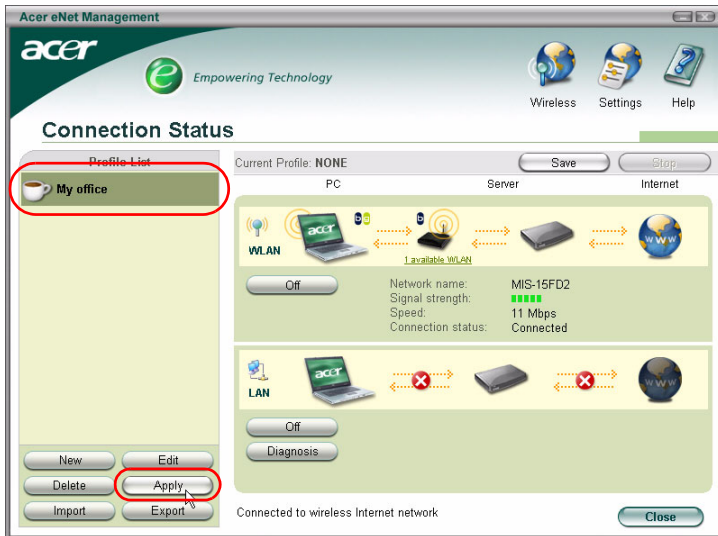 Acer eNet Management
acer
e Empowering Technology
Wireless Settings Help
Connection Status
Profile List
Current Profile: NONE Save Stop
My office
PC Server Internet
acer b a b www
WLAN
1 available WLAN
Off
Network name: MIS-15FD2
Signal strength:
Speed: 11 Mbps
Connection status: Connected
acer www
LAN
Off
Diagnosis
New Edit
Delete Apply
Import Export
Connected to wireless Internet network
Close